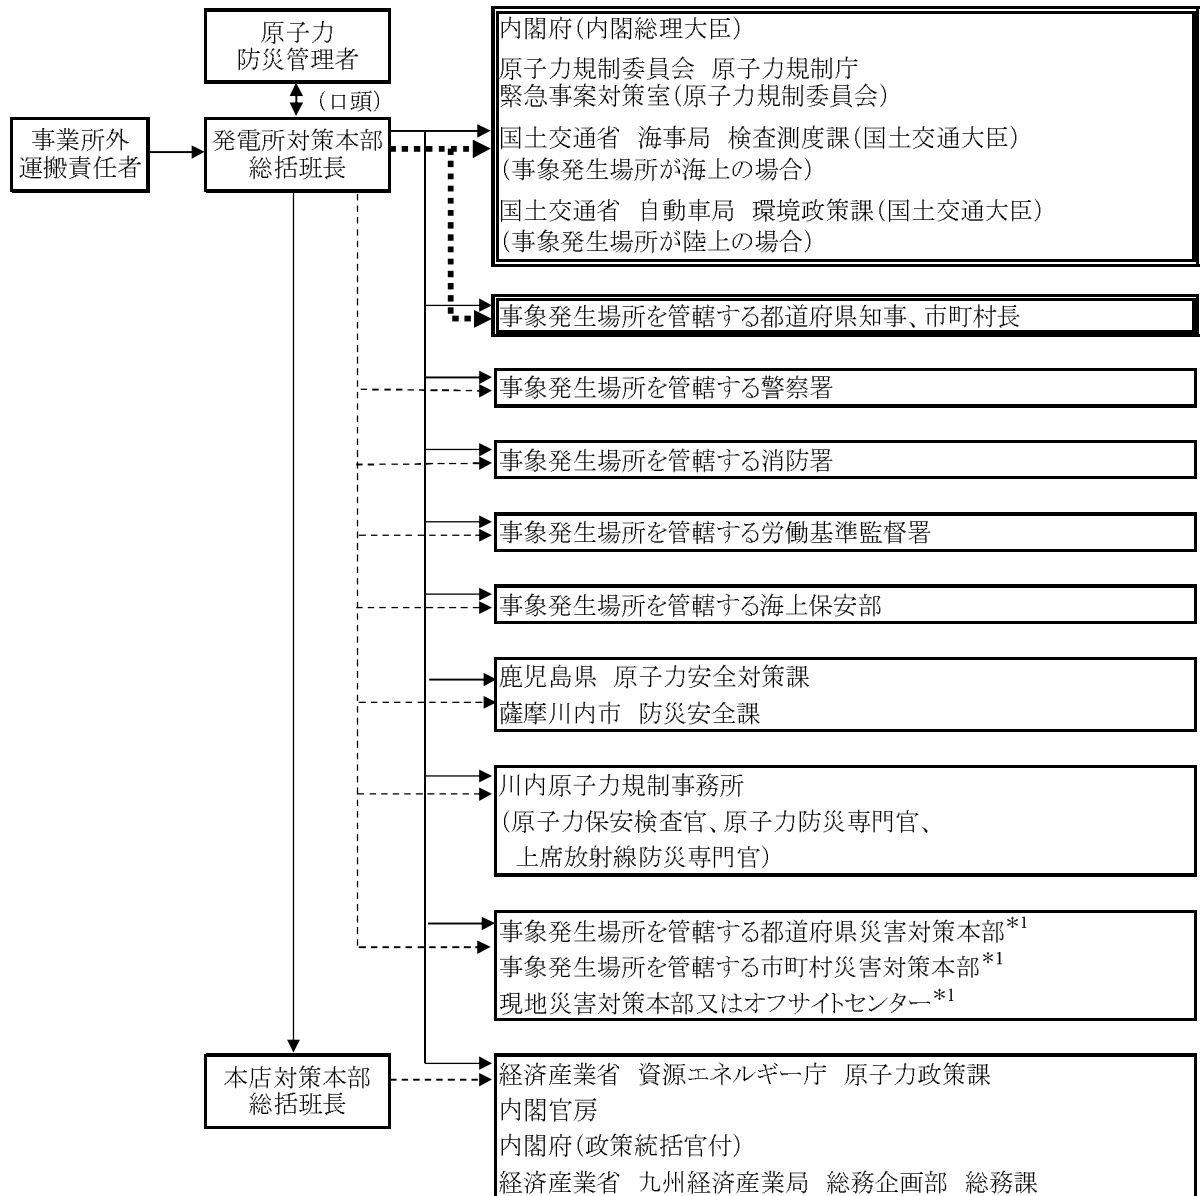 原子力
防災管理者
(口頭)
事業所外
運搬責任者
発電所対策本部
総括班長
内閣府(内閣総理大臣)
原子力規制委員会 原子力規制庁
緊急事案対策室(原子力規制委員会)
国土交通省 海事局 検査測度課(国土交通大臣)
(事象発生場所が海上の場合)
国土交通省 自動車局 環境政策課(国土交通大臣)
(事象発生場所が陸上の場合)
事象発生場所を管轄する都道府県知事、市町村長
事象発生場所を管轄する警察署
事象発生場所を管轄する消防署
事象発生場所を管轄する労働基準監督署
事象発生場所を管轄する海上保安部
鹿児島県 原子力安全対策課
薩摩川内市 防災安全課
川内原子力規制事務所
(原子力保安検査官、原子力防災専門官、
上席放射線防災専門官)
事象発生場所を管轄する都道府県災害対策本部*1
事象発生場所を管轄する市町村災害対策本部*1
現地災害対策本部又はオフサイトセンター*1
本店対策本部
総括班長
経済産業省 資源エネルギー庁 原子力政策課
内閣官房
内閣府(政策統括官付)
経済産業省 九州経済産業局 総務企画部 総務課